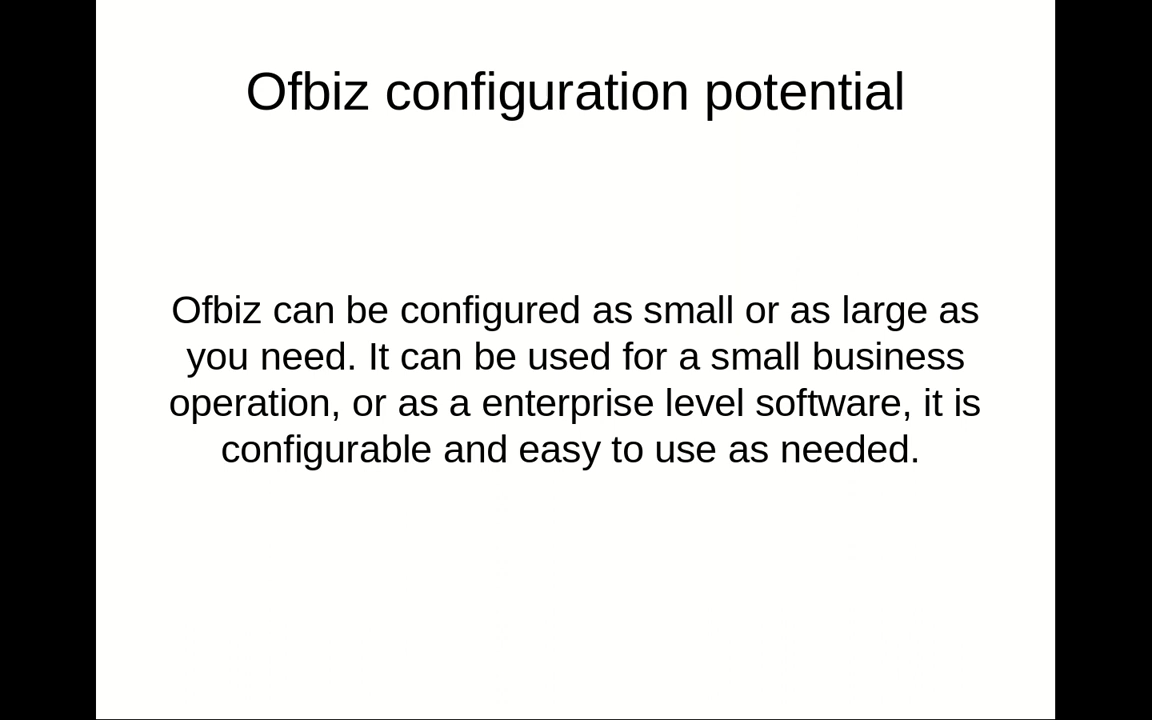 Ofbiz configuration potential
Ofbiz can be configured as small or as large as
you need. It can be used for a small business
operation, or as a enterprise level software, it is
configurable and easy to use as needed.